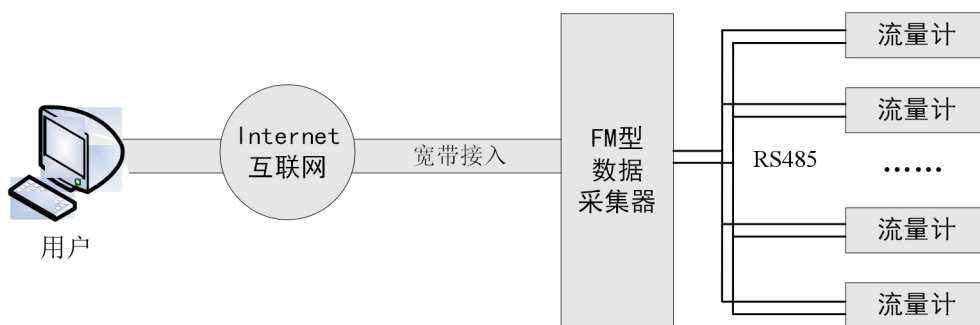 流量计
流量计
Internet
互联网
宽带接入
FM型
数据
采集器
RS485
……
流量计
流量计
用户